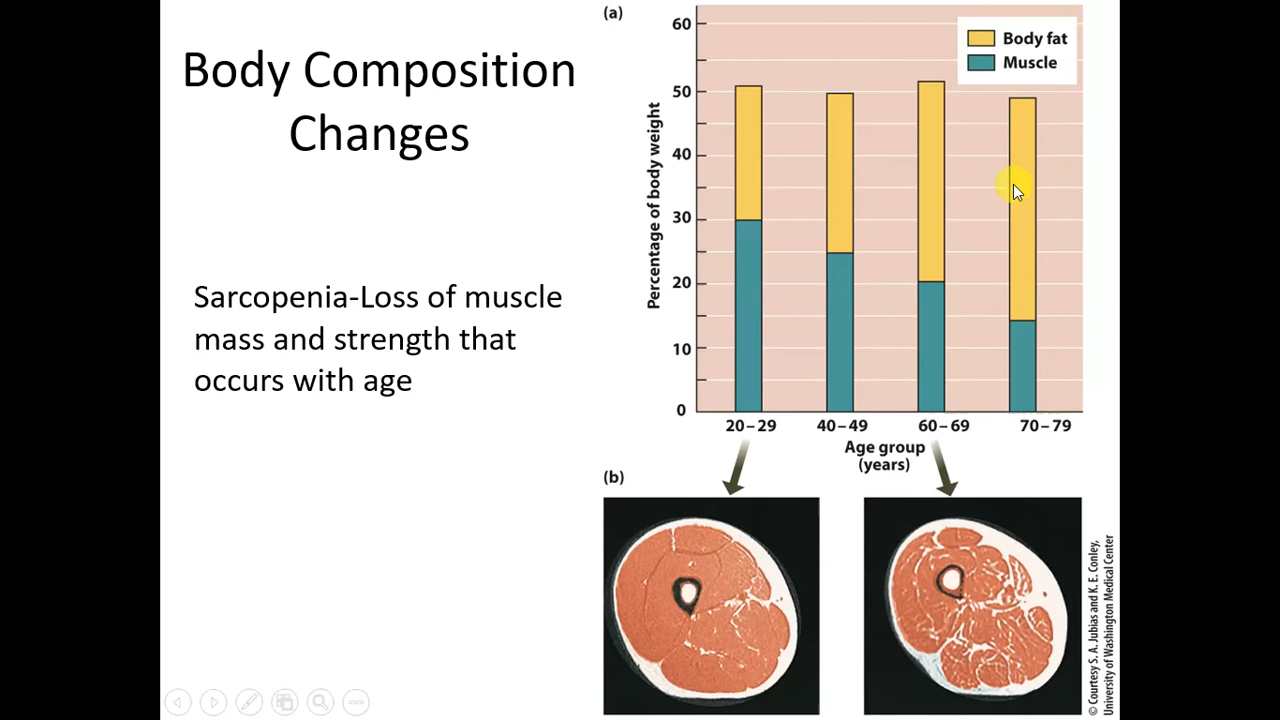 Body Composition
Changes
Sarcopenia-Loss of muscle
mass and strength that
occurs with age
(a)
Body fat
Muscle
Percentage of body weight
60
50
40
30
20
10
0
20–29 40–49 60–69 70–79
Age group
(years)
(b)
© Courtesy S. A. Jubias and K. E. Conley,
University of Washington Medical Center